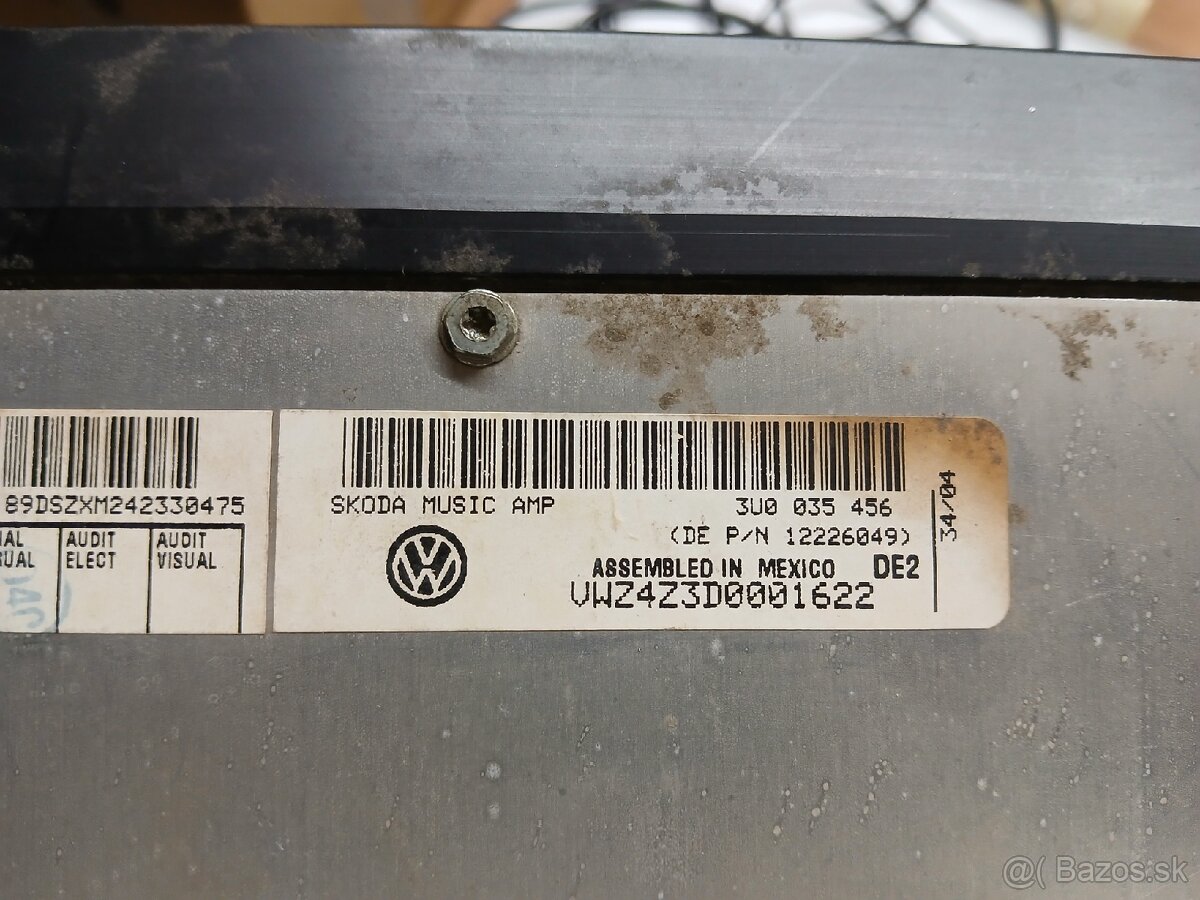 89DSZXM242330475
AUDIT ELECT
AUDIT VISUAL
SKODA MUSIC AMP 3U0 035 456
(DE P/N 12226049)
ASSEMBLED IN MEXICO DE2
VWZ4Z3D0001622
34/04
@( Bazos.sk